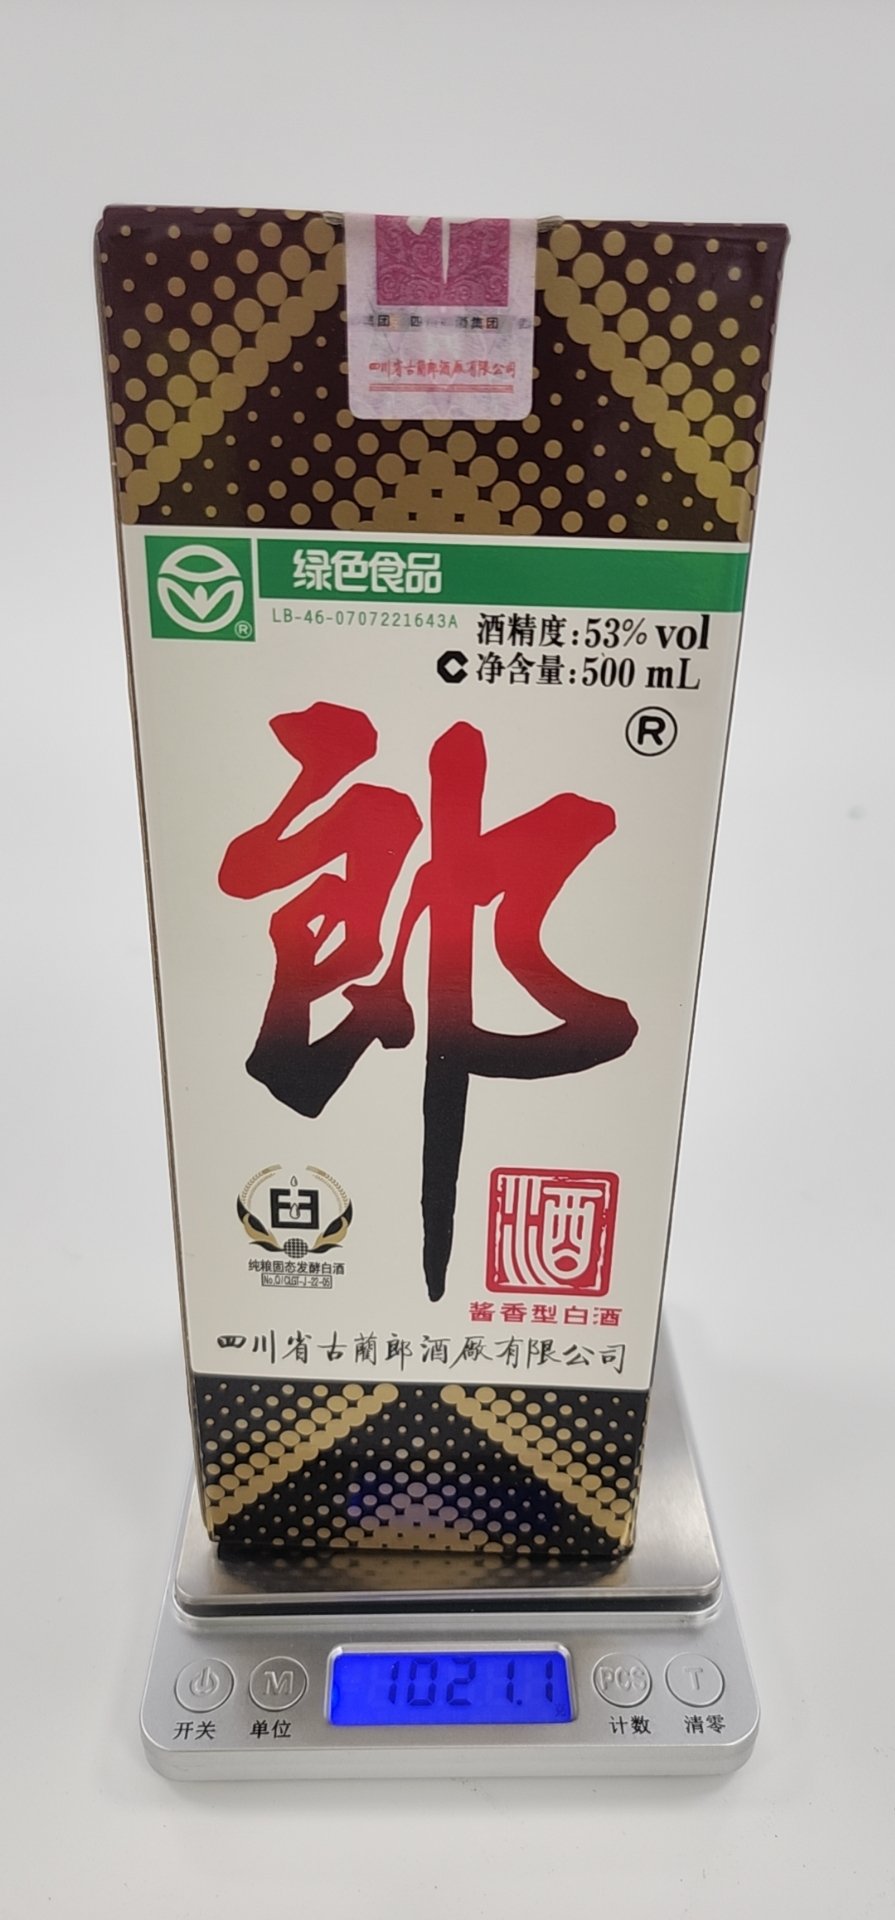 四川省古蔺郎酒厰有限公司
绿色食品
LB-46-0707221643A
酒精度:53% vol
净含量:500 mL
®
郎
酒
纯粮固态发酵白酒
酱香型白酒
四川省古蔺郎酒厰有限公司
1021.1
M
PCS
T
开关
单位
计数
清零